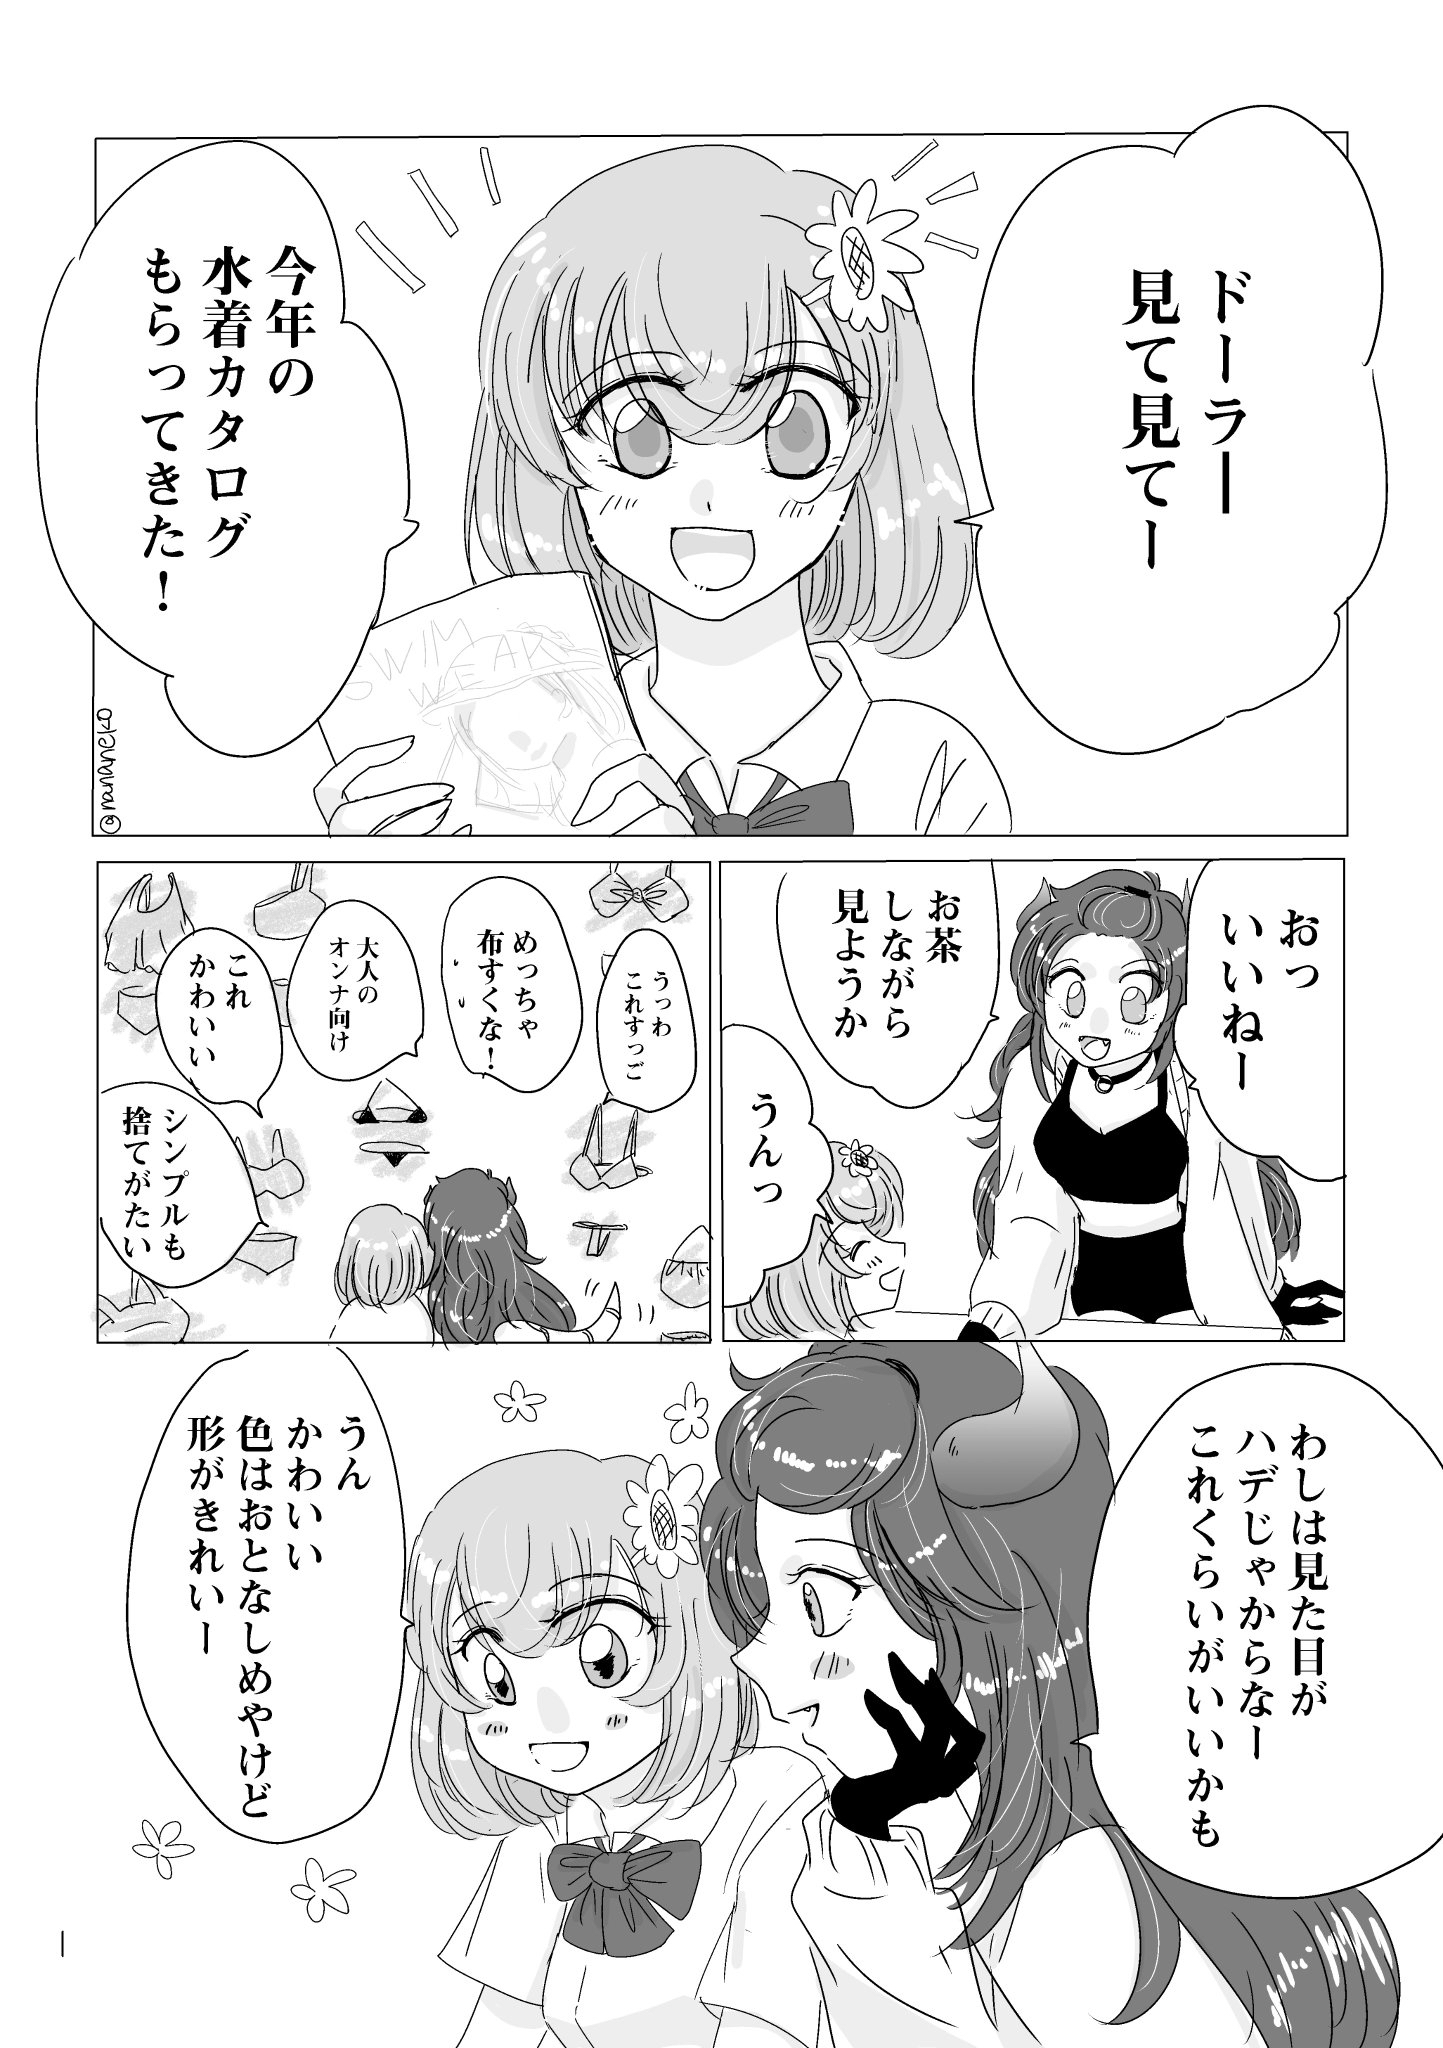 ドーラー
見て見てー
今年の
水着カタログ
もらってきた！
SWIM
WEAR
@nananeko
おっ
いいねー
お茶
しながら
見ようか
うんっ
うっわ
これすっご
めっちゃ
布すくな！
大人の
オンナ向け
これ
かわいい
シンプルも
捨てがたい
わしは見た目が
ハデじゃからなー
これくらいがいいかも
うん
かわいい
色はおとなしめやけど
形がきれいー
1